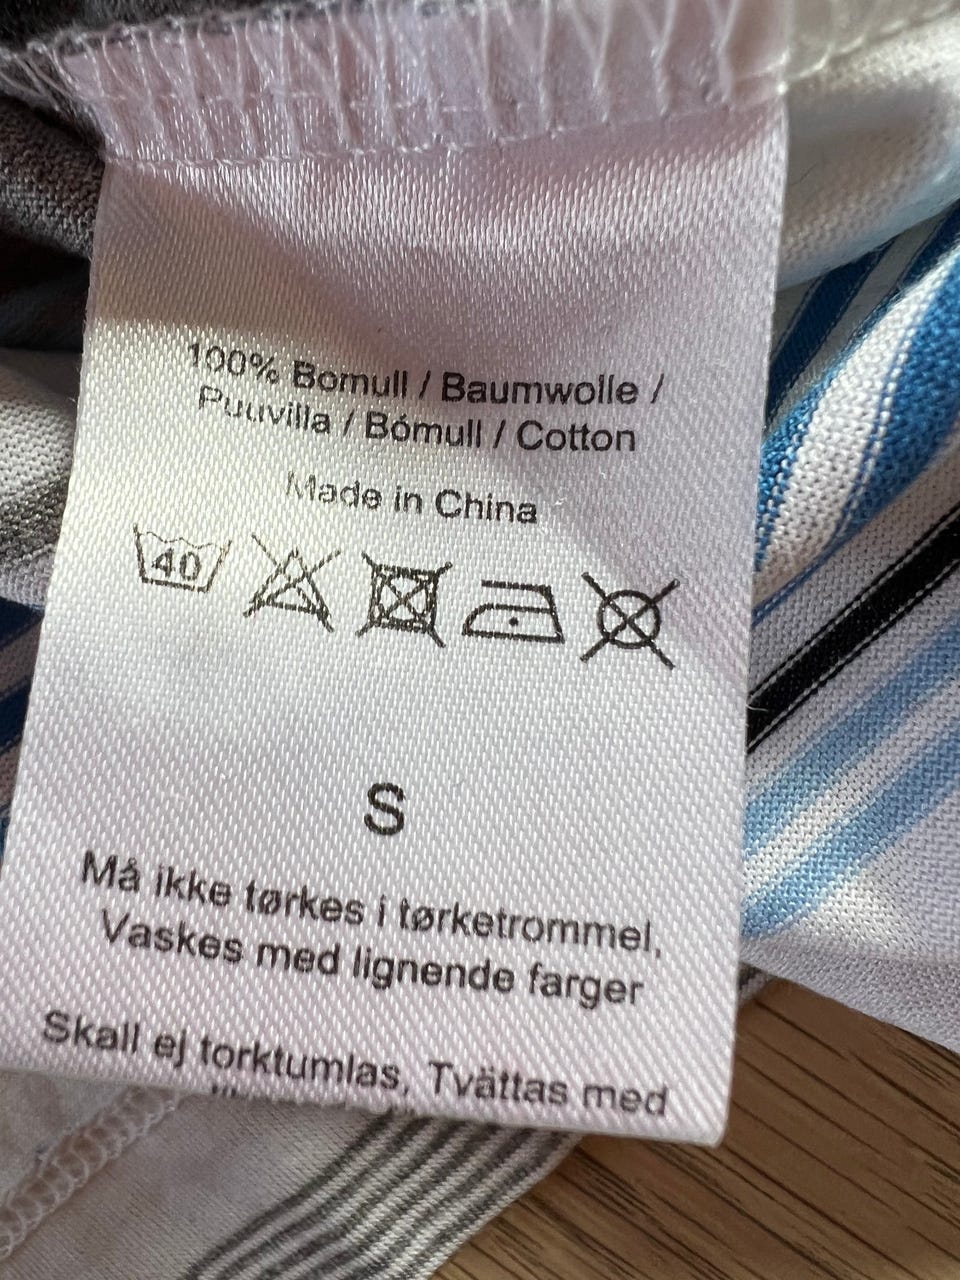 100% Bomull / Baumwolle /
Puuvilla / Bómull / Cotton
Made in China
40
S
Må ikke tørkes i tørketrommel,
Vaskes med lignende farger
Skall ej torktumlas, Tvättas med